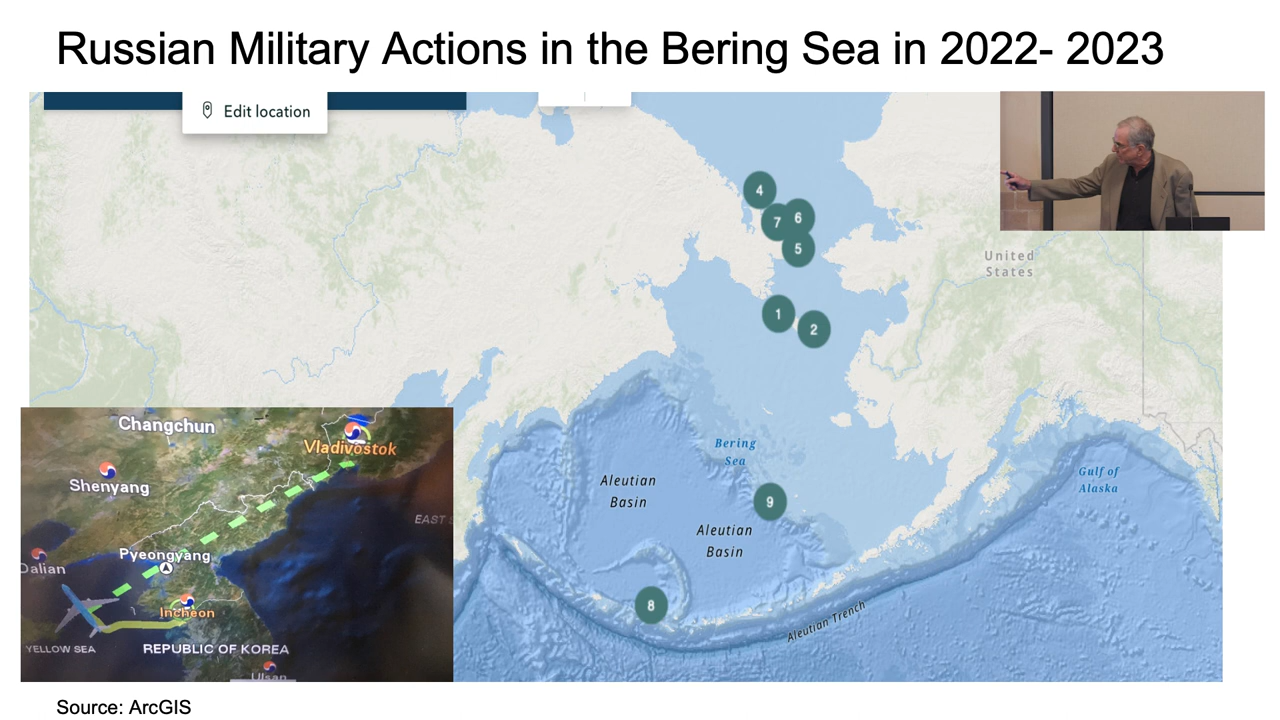 Russian Military Actions in the Bering Sea in 2022- 2023
Edit location
4
7
6
5
1
2
United
States
Bering
Sea
Gulf of
Alaska
Aleutian
Basin
Aleutian
Basin
9
8
Aleutian Trench
Changchun
Vladivostok
Shenyang
EAST S
Pyeongyang
Dalian
Incheon
YELLOW SEA
REPUBLIC OF KOREA
Ulsan
Source: ArcGIS